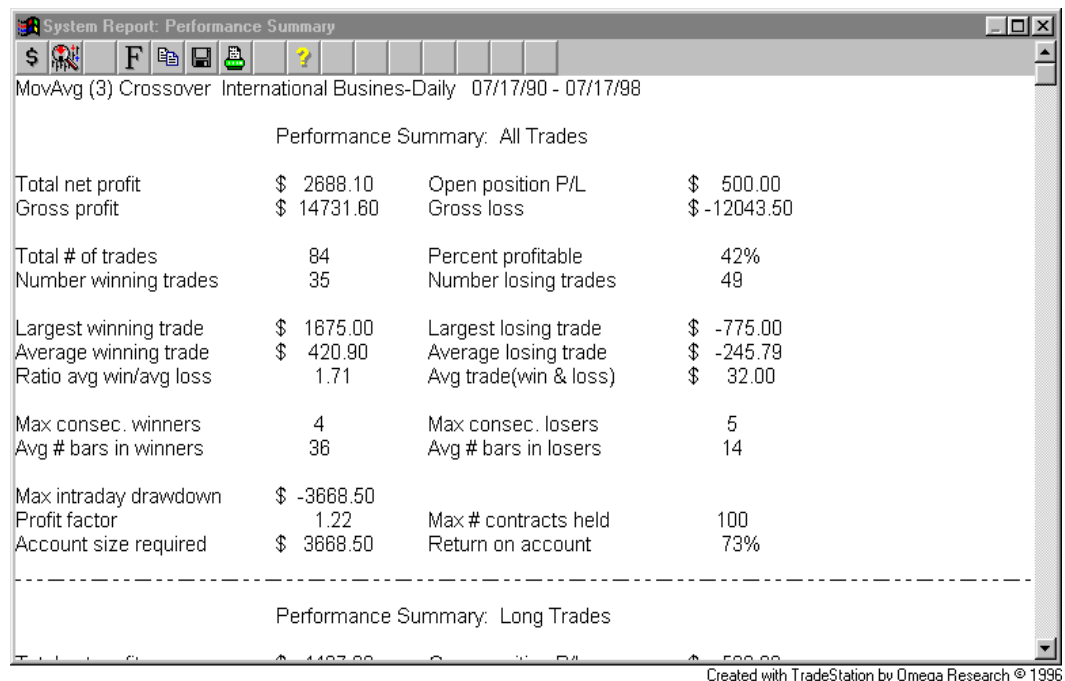 System Report: Performance Summary
$ F ?
MovAvg (3) Crossover International Busines-Daily 07/17/90 - 07/17/98
Performance Summary: All Trades
Total net profit $ 2688.10 Open position P/L $ 500.00
Gross profit $ 14731.60 Gross loss $ -12043.50
Total # of trades 84 Percent profitable 42%
Number winning trades 35 Number losing trades 49
Largest winning trade $ 1675.00 Largest losing trade $ -775.00
Average winning trade $ 420.90 Average losing trade $ -245.79
Ratio avg win/avg loss 1.71 Avg trade(win & loss) $ 32.00
Max consec. winners 4 Max consec. losers 5
Avg # bars in winners 36 Avg # bars in losers 14
Max intraday drawdown $ -3668.50
Profit factor 1.22 Max # contracts held 100
Account size required $ 3668.50 Return on account 73%
Performance Summary: Long Trades
Created with TradeStation by Omega Research © 1996